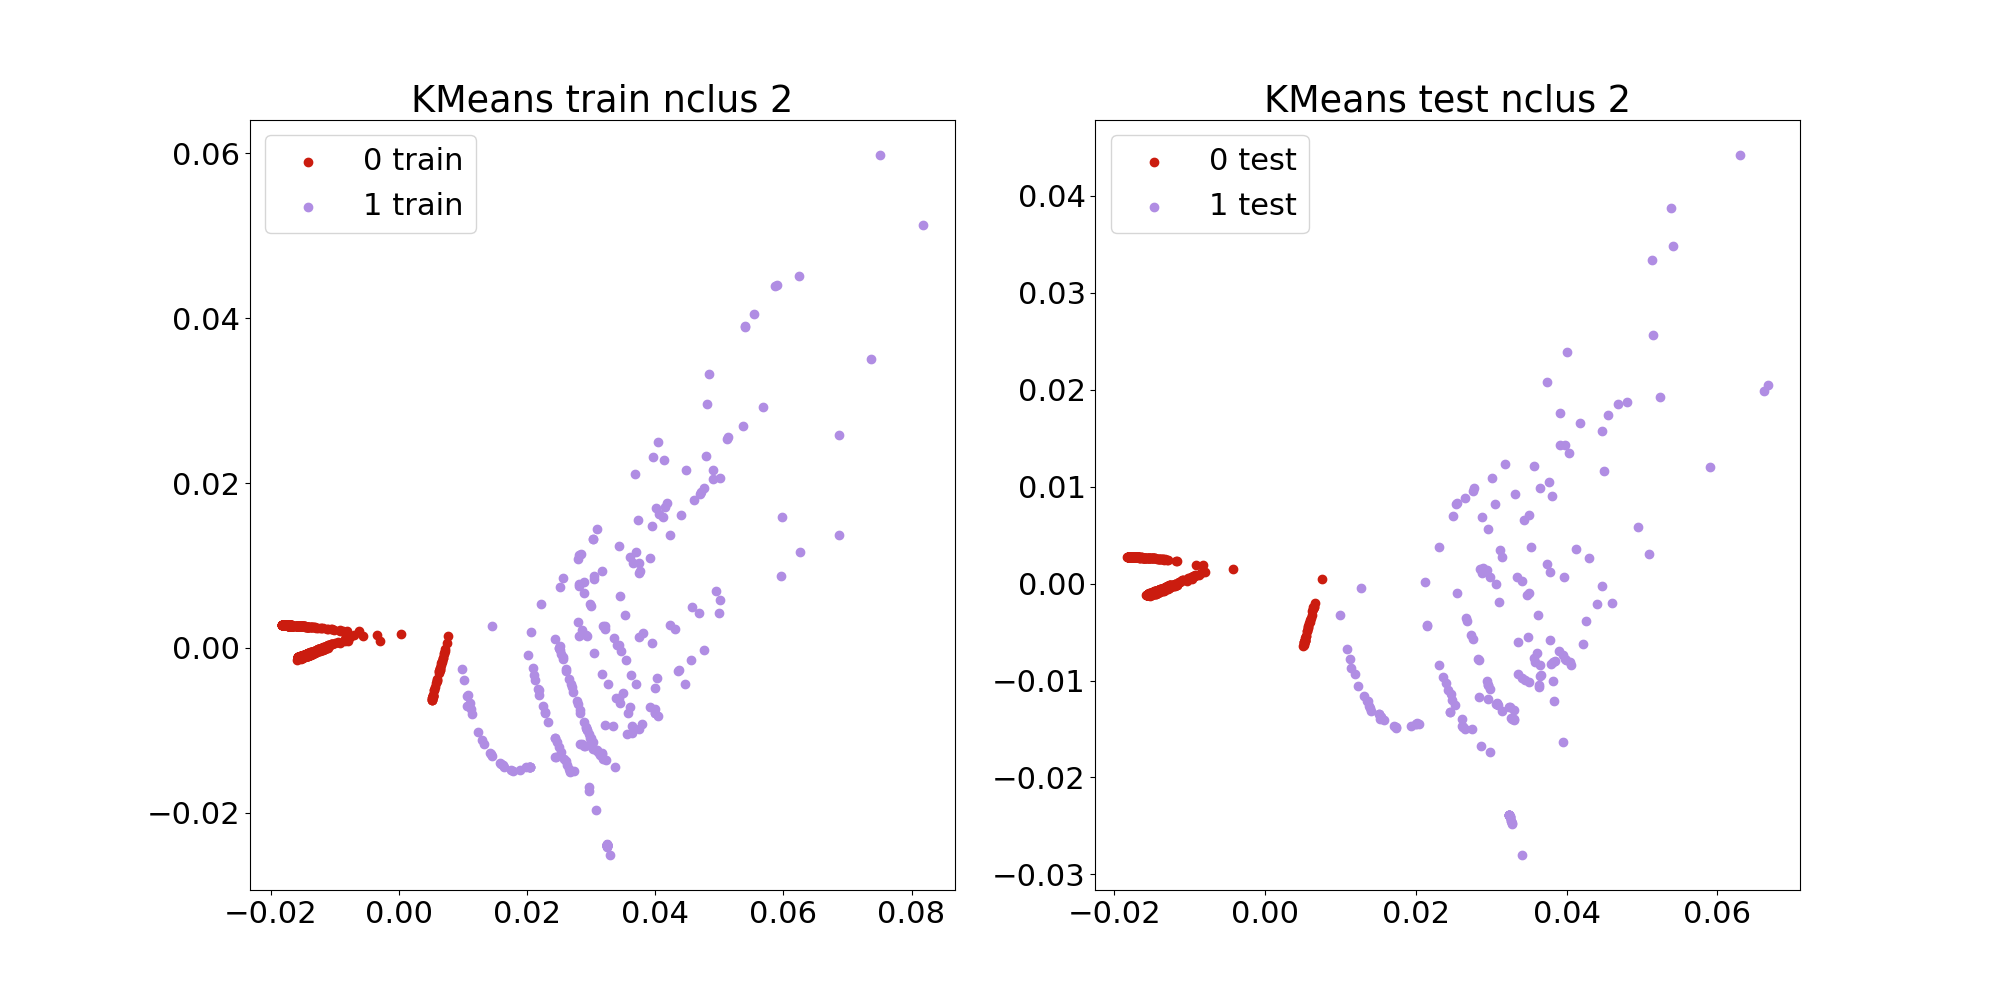 KMeans train nclus 2
0 train
1 train
0.06
0.04
0.02
0.00
−0.02
−0.02 0.00 0.02 0.04 0.06 0.08
KMeans test nclus 2
0 test
1 test
0.04
0.03
0.02
0.01
0.00
−0.01
−0.02
−0.03
−0.02 0.00 0.02 0.04 0.06